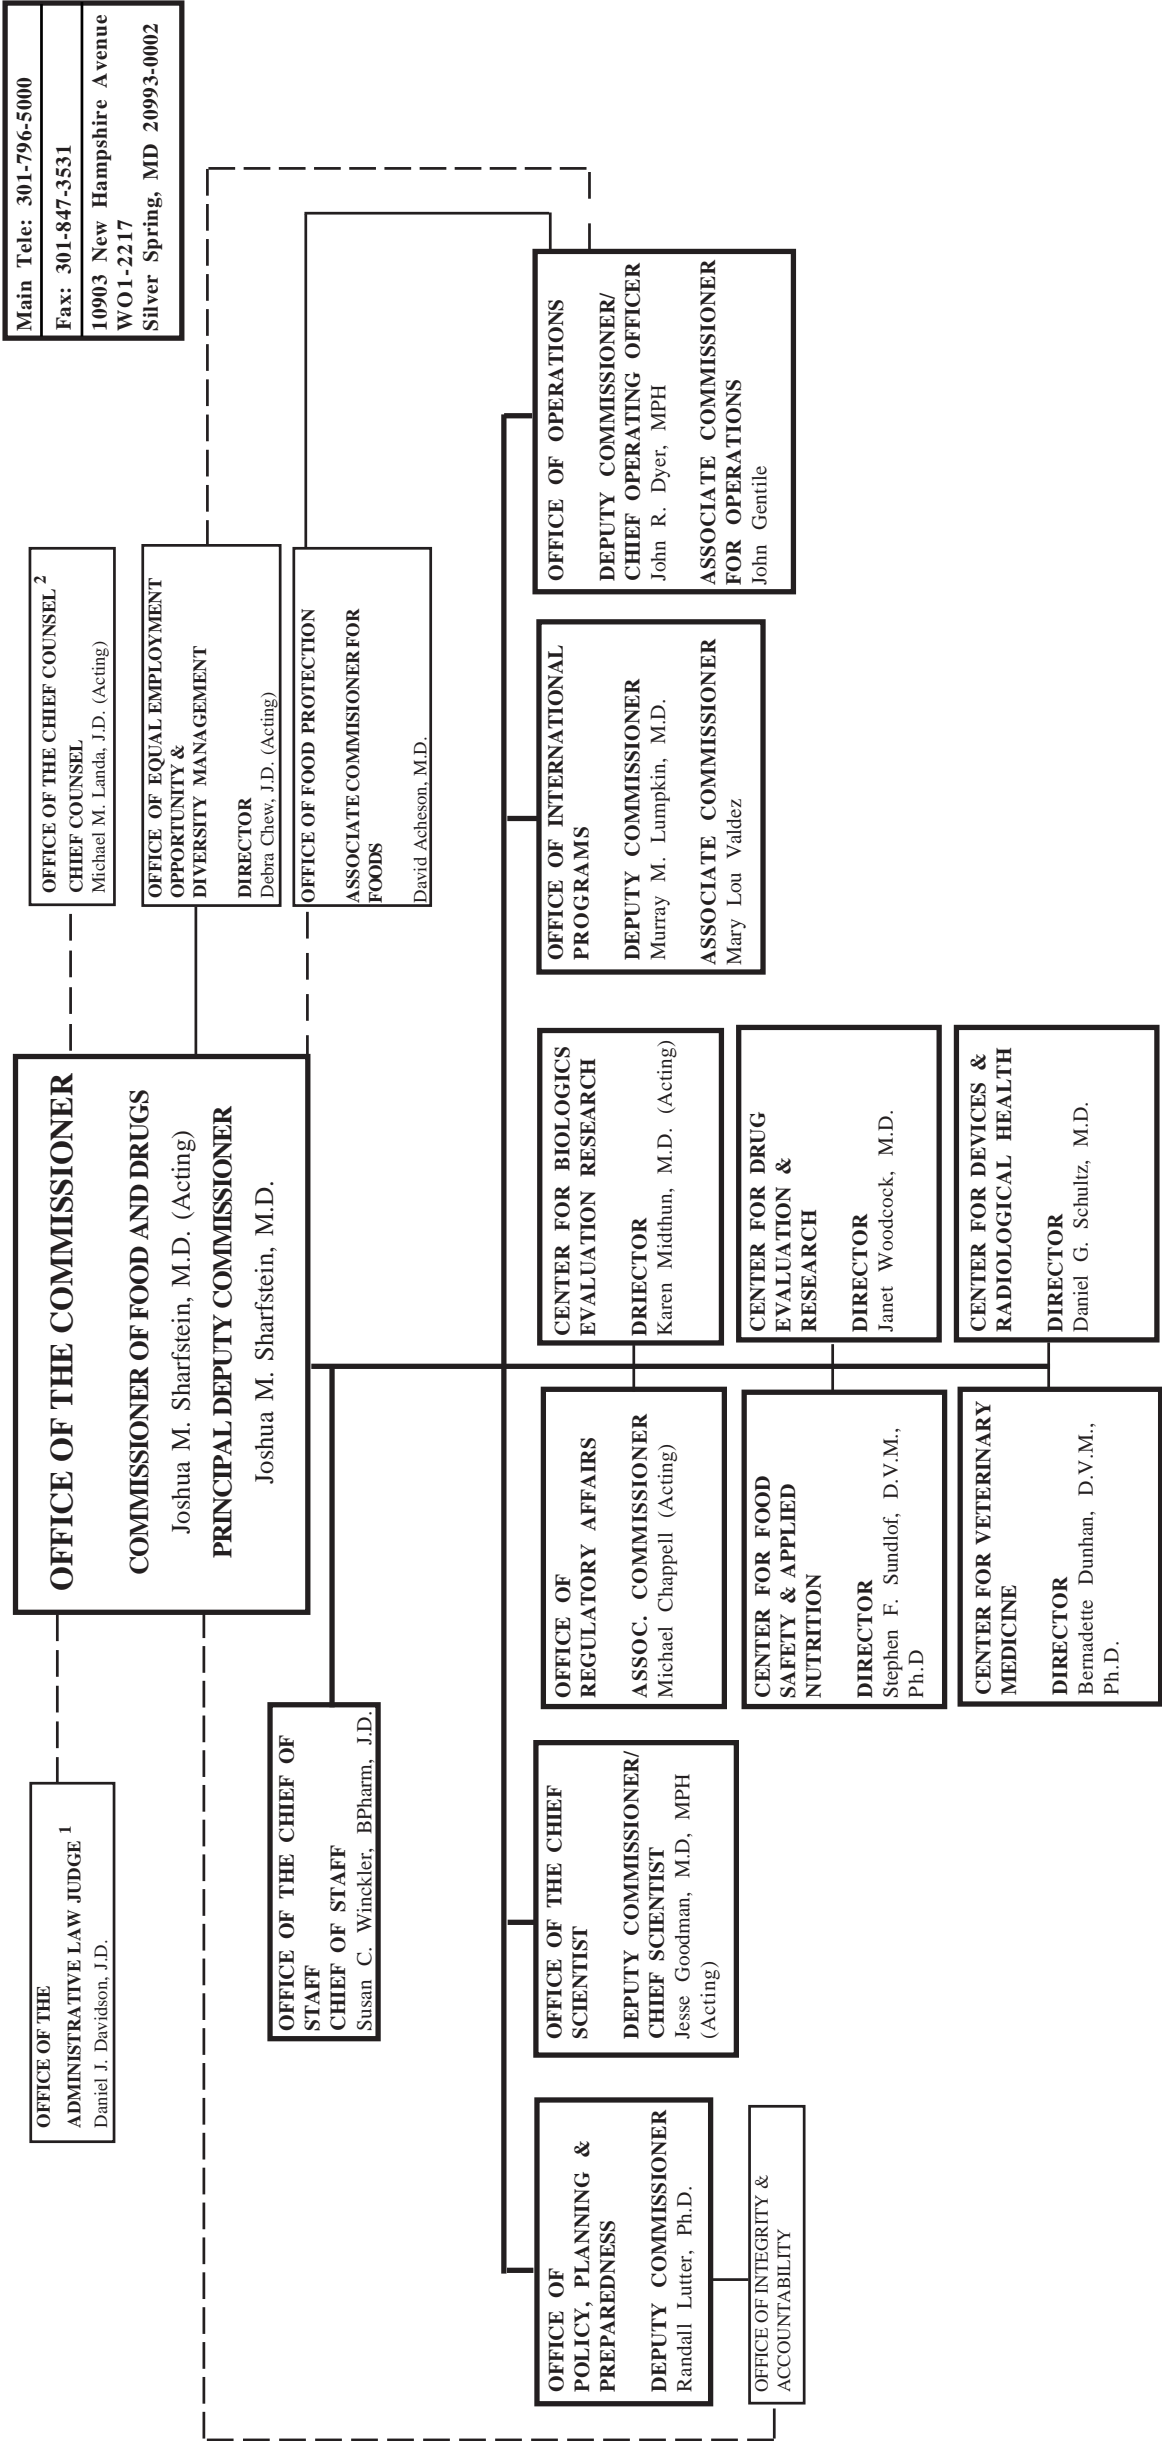 Main Tele: 301-796-5000
Fax: 301-847-3531
10903 New Hampshire Avenue
WO1-2217
Silver Spring, MD 20993-0002
OFFICE OF THE
ADMINISTRATIVE LAW JUDGE 1
Daniel J. Davidson, J.D.
OFFICE OF THE COMMISSIONER
COMMISSIONER OF FOOD AND DRUGS
Joshua M. Sharfstein, M.D. (Acting)
PRINCIPAL DEPUTY COMMISSIONER
Joshua M. Sharfstein, M.D.
OFFICE OF THE CHIEF COUNSEL 2
CHIEF COUNSEL
Michael M. Landa, J.D. (Acting)
OFFICE OF EQUAL EMPLOYMENT
OPPORTUNITY &
DIVERSITY MANAGEMENT
DIRECTOR
Debra Chew, J.D. (Acting)
OFFICE OF FOOD PROTECTION
ASSOCIATE COMMISIONER FOR
FOODS
David Acheson, M.D.
OFFICE OF THE CHIEF OF
STAFF
CHIEF OF STAFF
Susan C. Winckler, BPharm, J.D.
OFFICE OF
POLICY, PLANNING &
PREPAREDNESS
DEPUTY COMMISSIONER
Randall Lutter, Ph.D.
OFFICE OF INTEGRITY &
ACCOUNTABILITY
OFFICE OF THE CHIEF
SCIENTIST
DEPUTY COMMISSIONER/
CHIEF SCIENTIST
Jesse Goodman, M.D, MPH
(Acting)
OFFICE OF
REGULATORY AFFAIRS
ASSOC. COMMISSIONER
Michael Chappell (Acting)
CENTER FOR BIOLOGICS
EVALUATION RESEARCH
DRIECTOR
Karen Midthun, M.D. (Acting)
CENTER FOR FOOD
SAFETY & APPLIED
NUTRITION
DIRECTOR
Stephen F. Sundlof, D.V.M.,
Ph.D
CENTER FOR DRUG
EVALUATION &
RESEARCH
DIRECTOR
Janet Woodcock, M.D.
CENTER FOR VETERINARY
MEDICINE
DIRECTOR
Bernadette Dunhan, D.V.M.,
Ph.D.
CENTER FOR DEVICES &
RADIOLOGICAL HEALTH
DIRECTOR
Daniel G. Schultz, M.D.
OFFICE OF INTERNATIONAL
PROGRAMS
DEPUTY COMMISSIONER
Murray M. Lumpkin, M.D.
ASSOCIATE COMMISSIONER
Mary Lou Valdez
OFFICE OF OPERATIONS
DEPUTY COMMISSIONER/
CHIEF OPERATING OFFICER
John R. Dyer, MPH
ASSOCIATE COMMISSIONER
FOR OPERATIONS
John Gentile